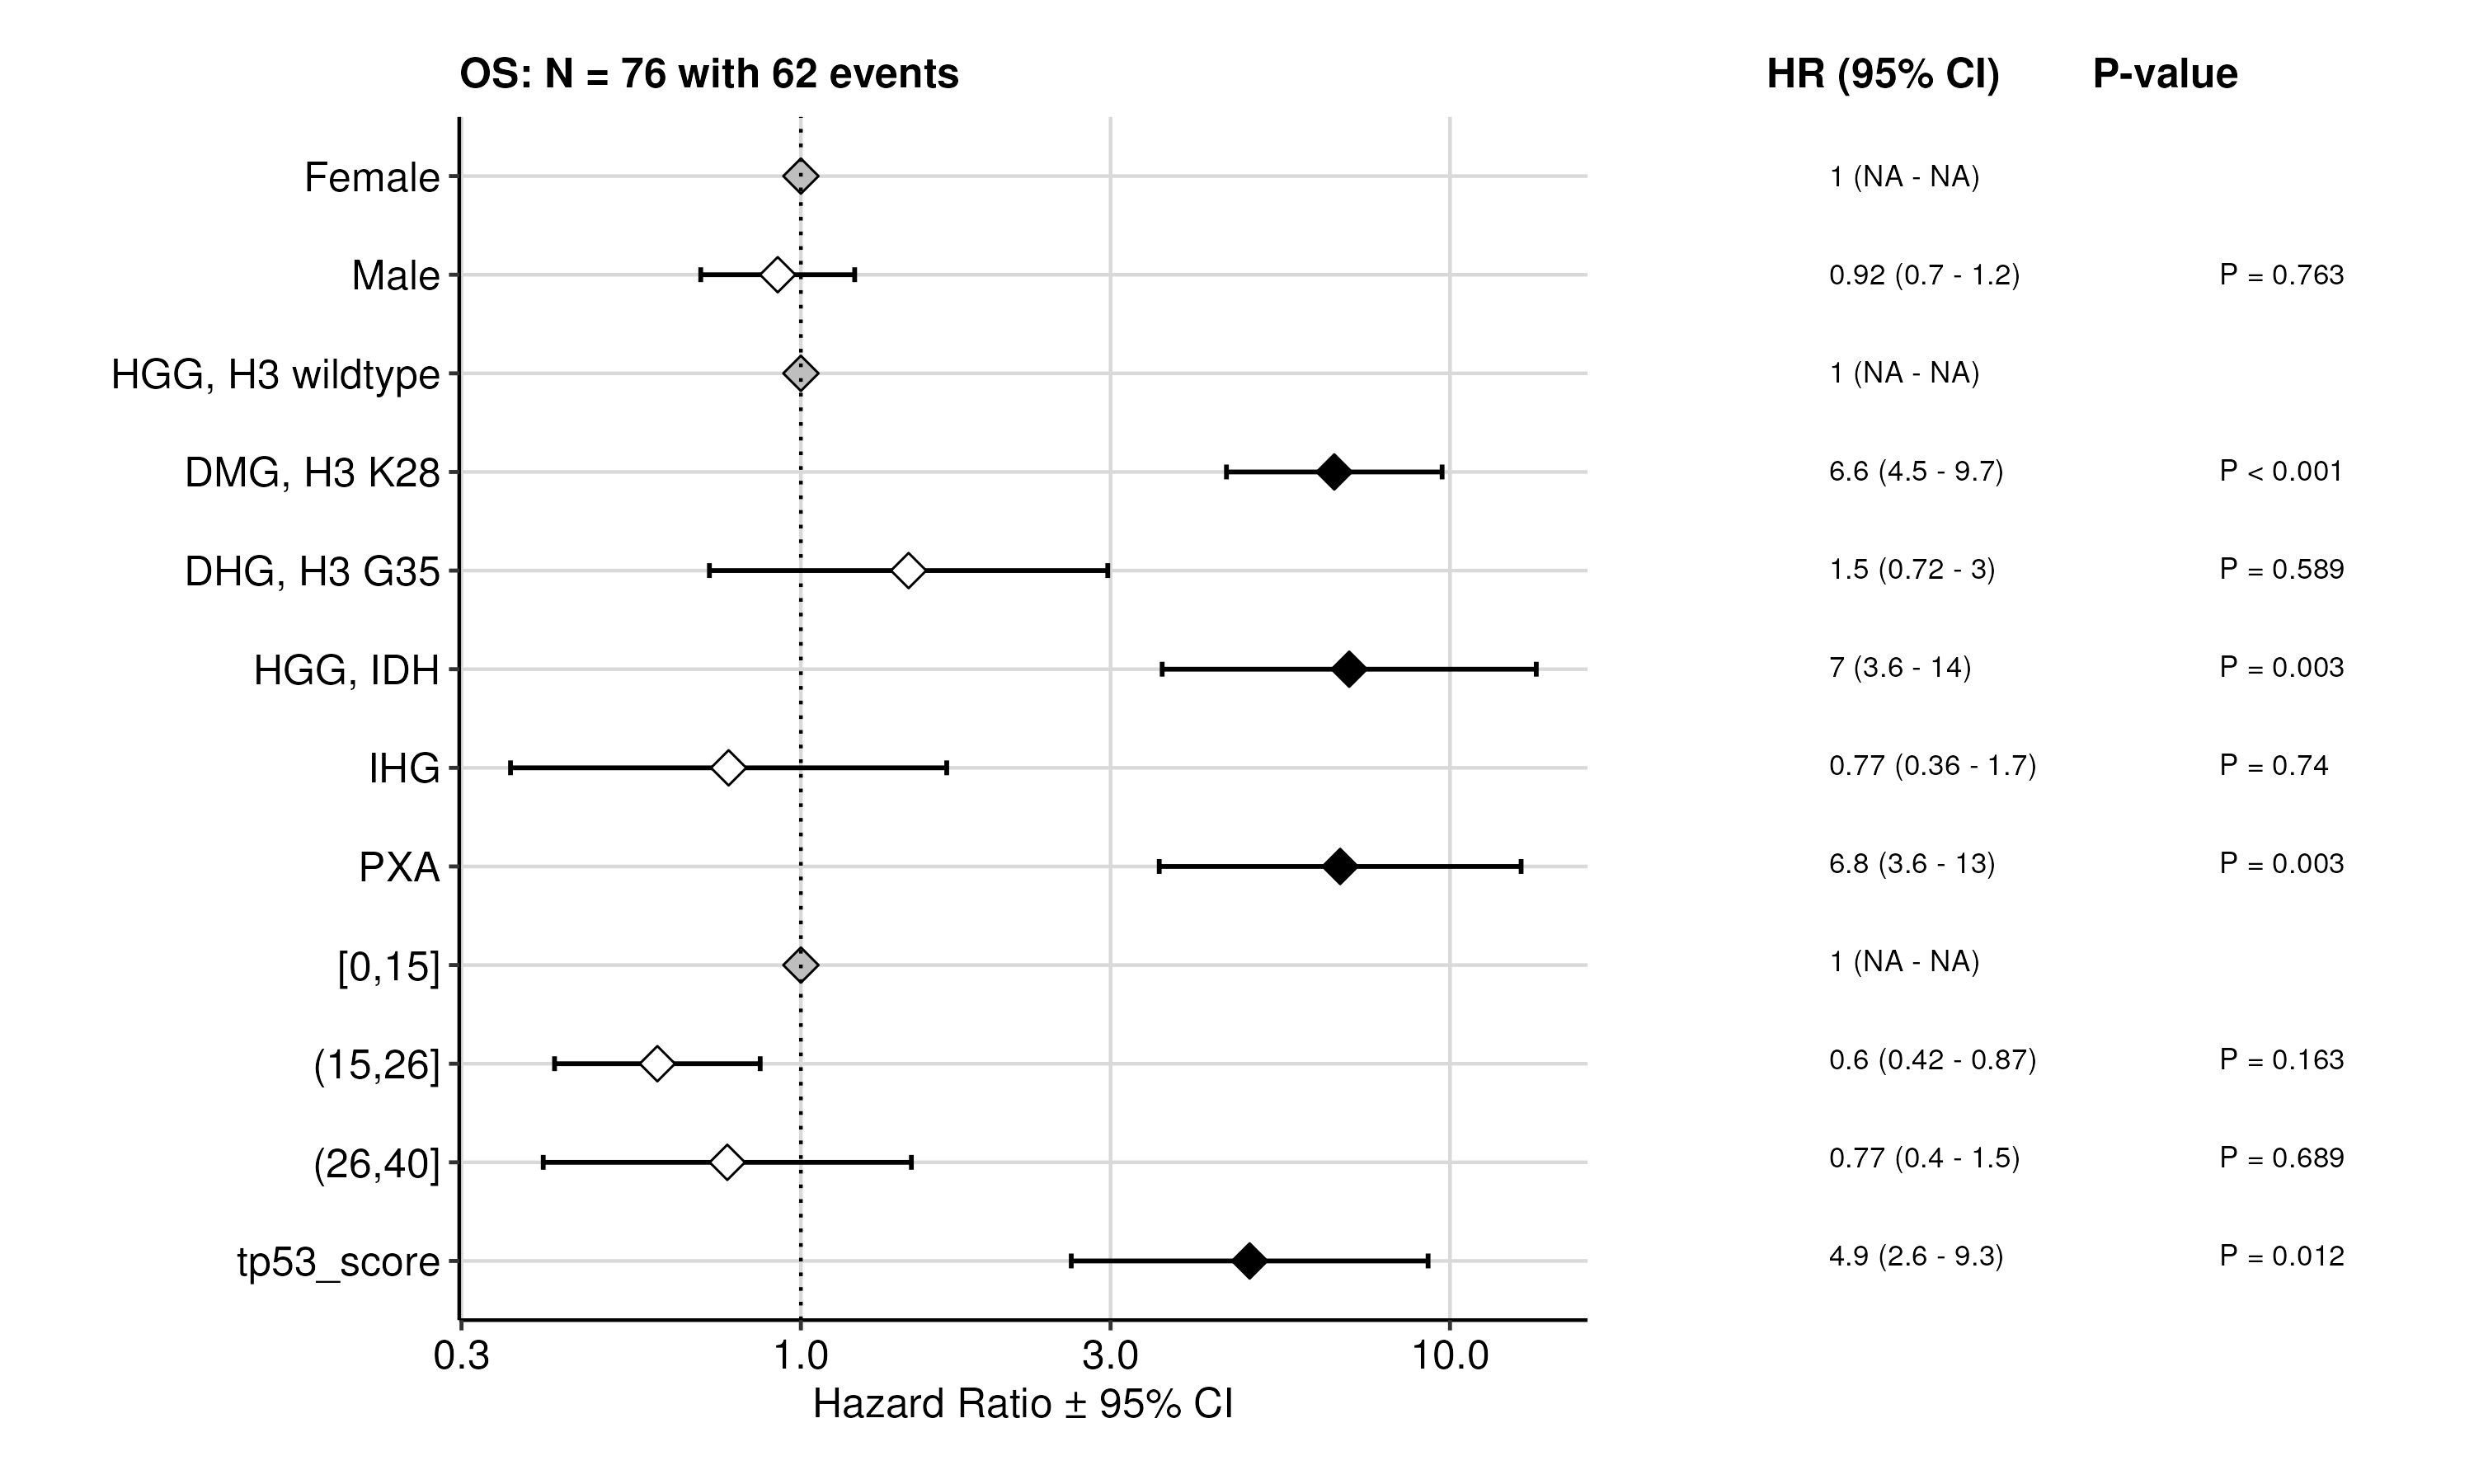 OS: N = 76 with 62 events HR (95% CI) P-value
Female 1 (NA - NA)
Male 0.92 (0.7 - 1.2) P = 0.763
HGG, H3 wildtype 1 (NA - NA)
DMG, H3 K28 6.6 (4.5 - 9.7) P < 0.001
DHG, H3 G35 1.5 (0.72 - 3) P = 0.589
HGG, IDH 7 (3.6 - 14) P = 0.003
IHG 0.77 (0.36 - 1.7) P = 0.74
PXA 6.8 (3.6 - 13) P = 0.003
[0,15] 1 (NA - NA)
(15,26] 0.6 (0.42 - 0.87) P = 0.163
(26,40] 0.77 (0.4 - 1.5) P = 0.689
tp53_score 4.9 (2.6 - 9.3) P = 0.012
0.3 1.0 3.0 10.0
Hazard Ratio ± 95% CI